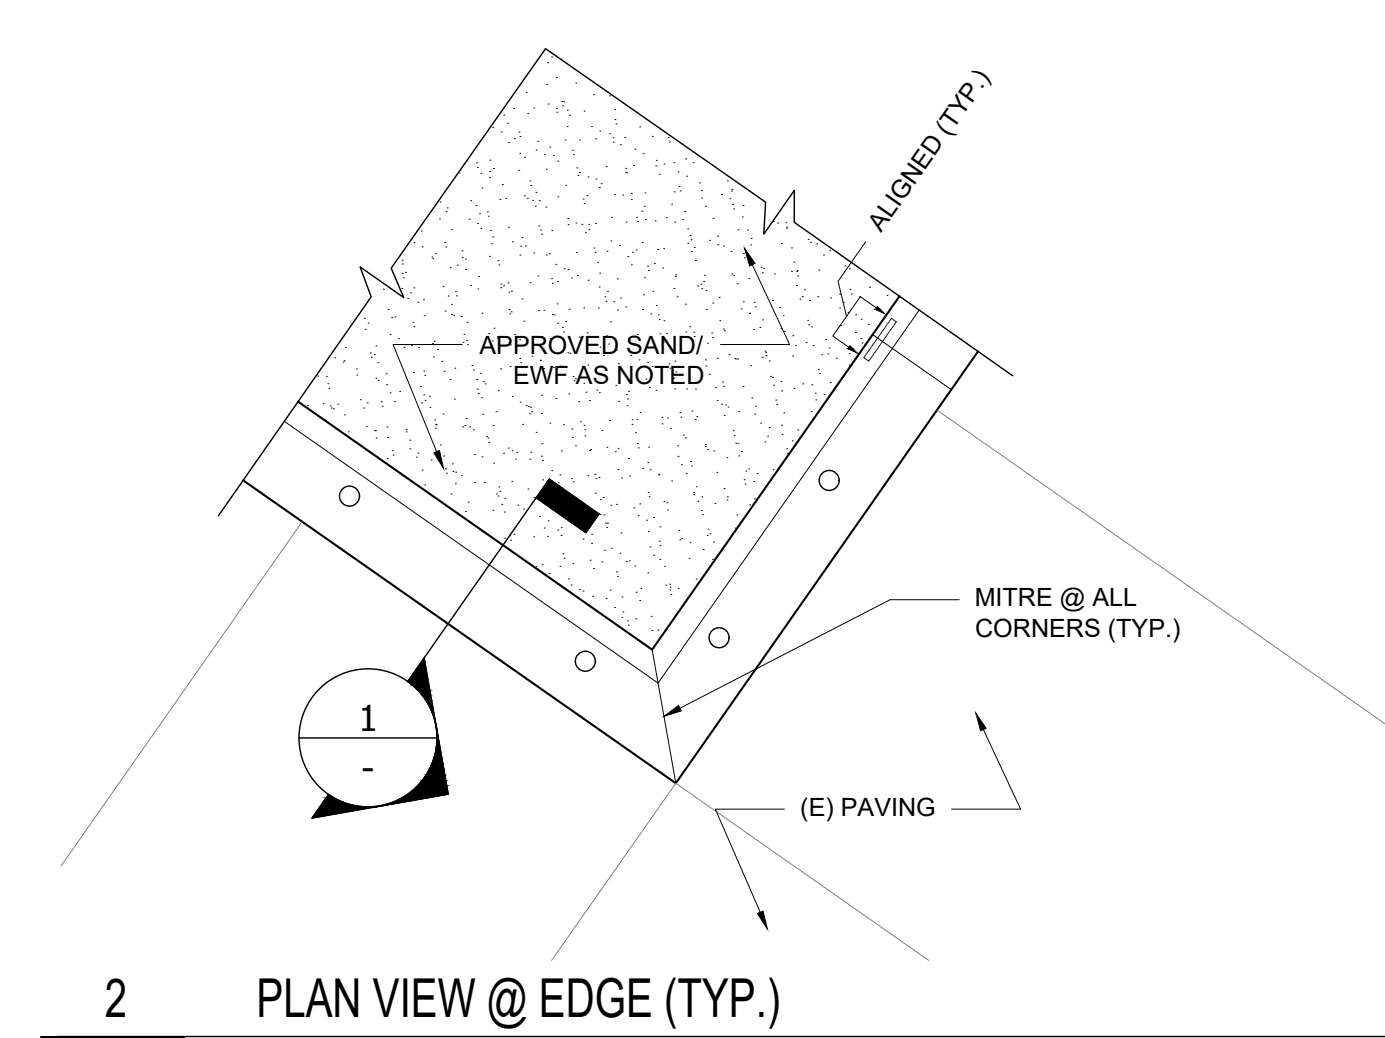 ALIGNED (TYP.)
APPROVED SAND/
EWF AS NOTED
MITRE @ ALL
CORNERS (TYP.)
1
-
(E) PAVING
2 PLAN VIEW @ EDGE (TYP.)